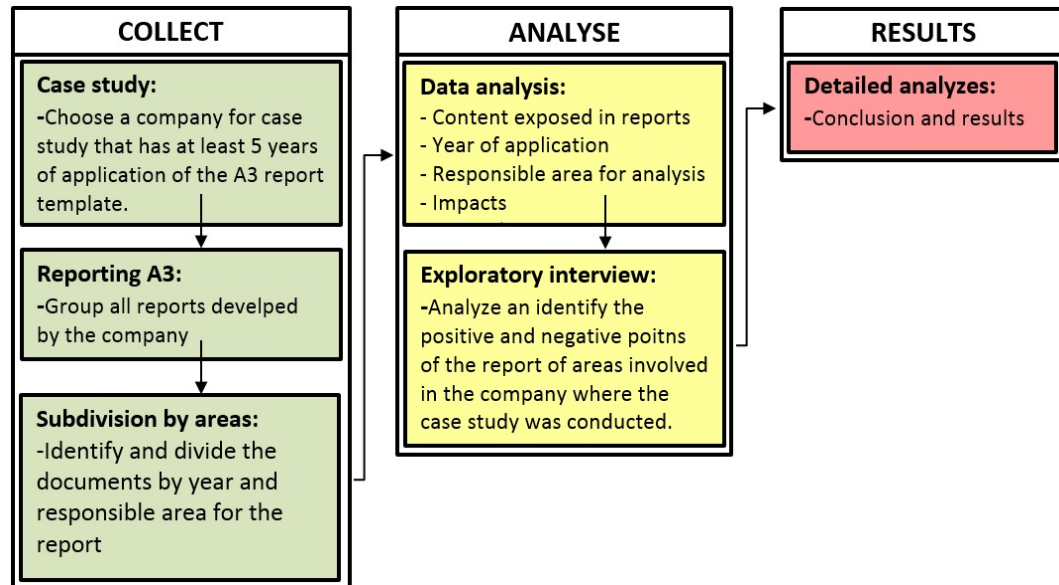 COLLECT
Case study:
-Choose a company for case
study that has at least 5 years
of application of the A3 report
template.
Reporting A3:
-Group all reports develped
by the company
Subdivision by areas:
-Identify and divide the
documents by year and
responsible area for the
report
ANALYSE
Data analysis:
- Content exposed in reports
- Year of application
- Responsible area for analysis
- Impacts
Exploratory interview:
-Analyze an identify the
positive and negative poitns
of the report of areas involved
in the company where the
case study was conducted.
RESULTS
Detailed analyzes:
-Conclusion and results